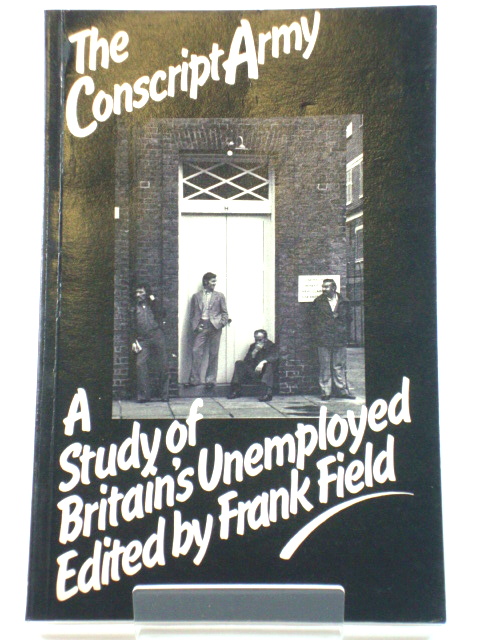 The
Conscript Army
A
Study of
Britain's Unemployed
Edited by Frank Field